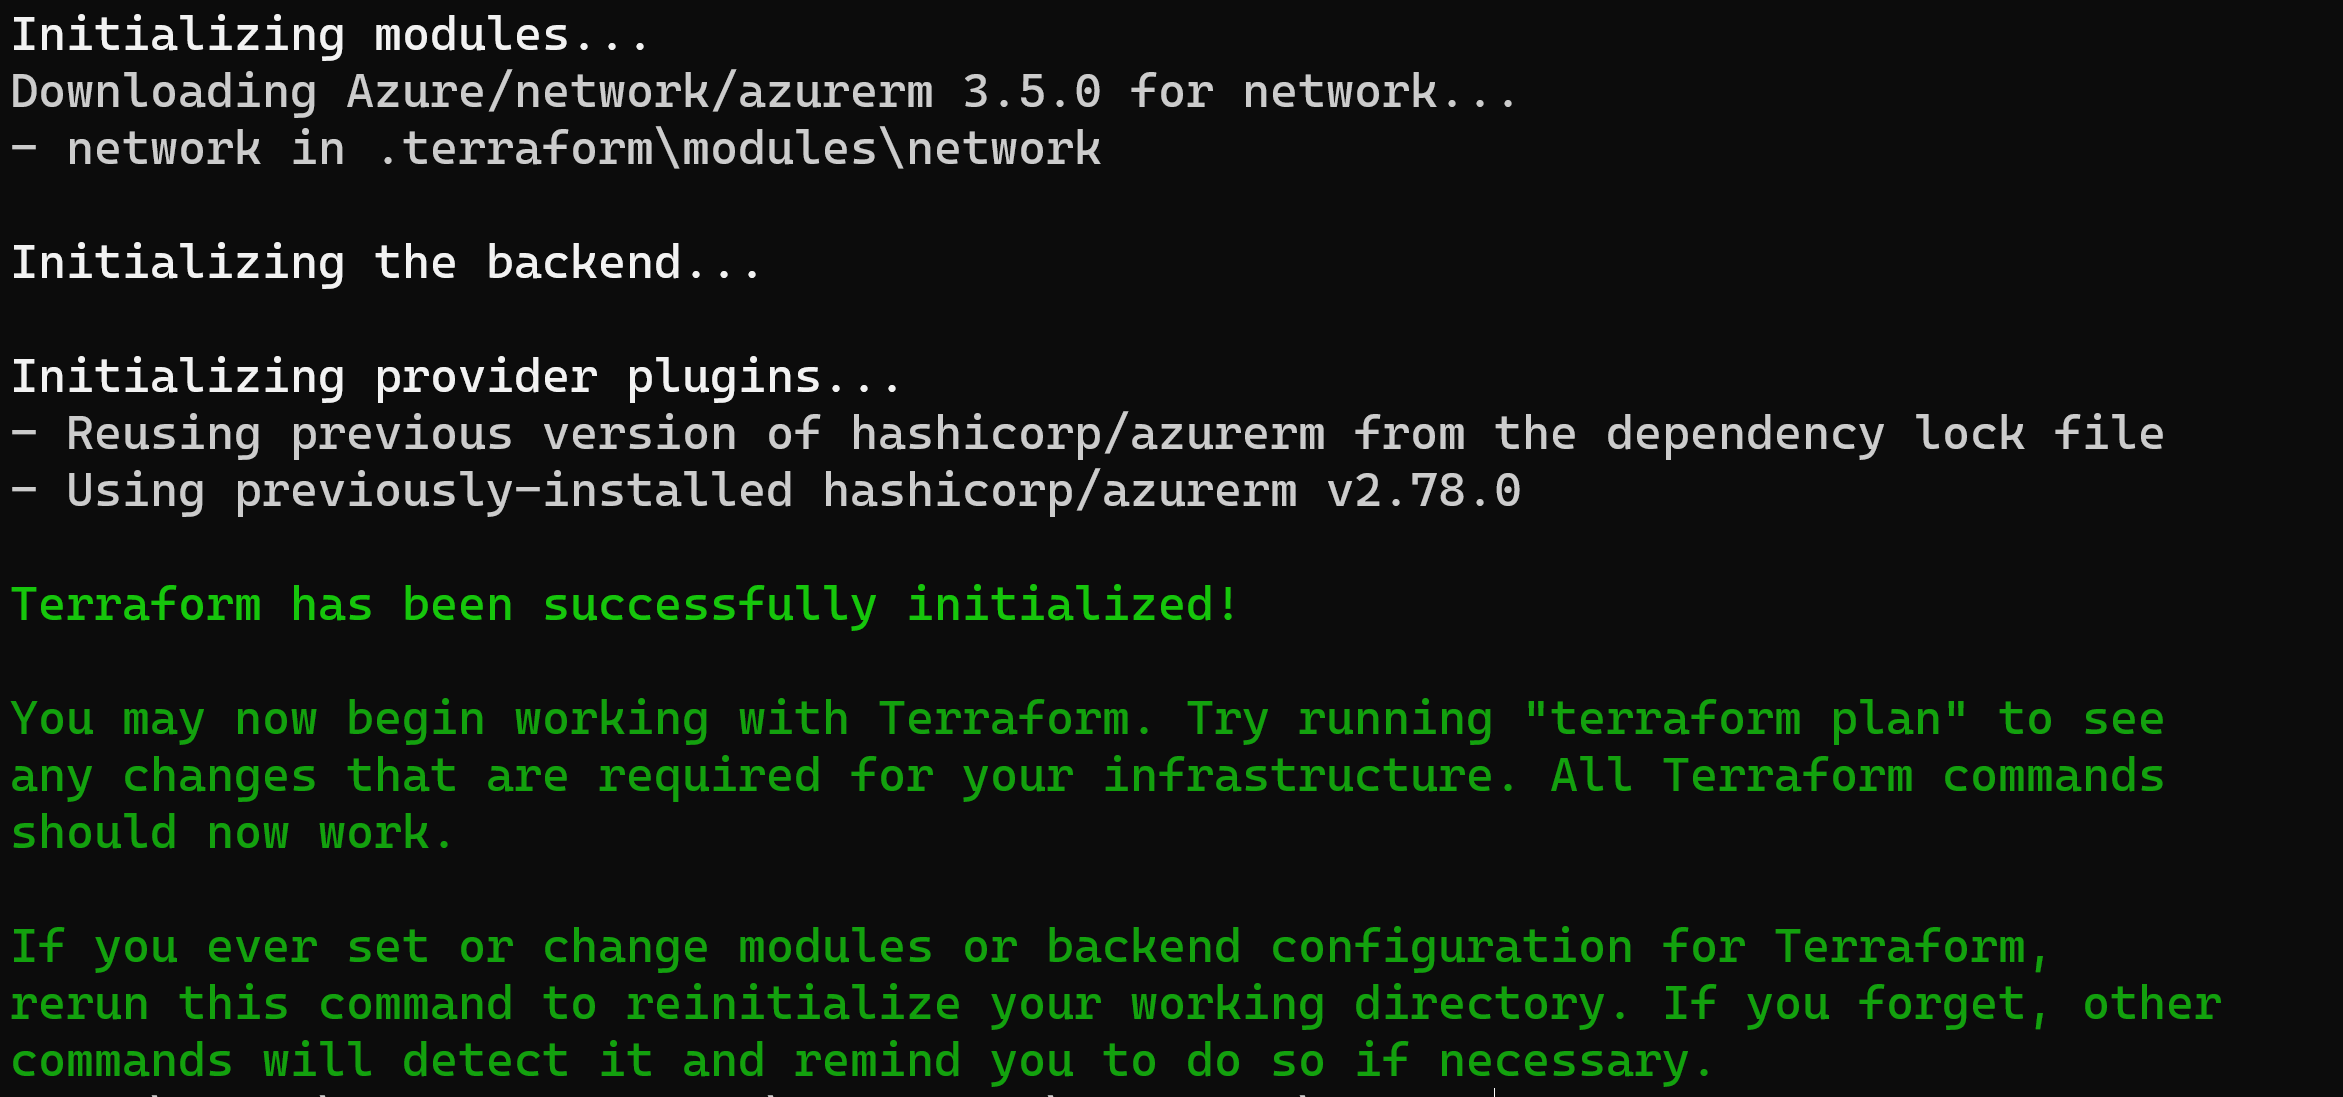 Initializing modules...
Downloading Azure/network/azurerm 3.5.0 for network...
- network in .terraform\modules\network
Initializing the backend...
Initializing provider plugins...
- Reusing previous version of hashicorp/azurerm from the dependency lock file
- Using previously-installed hashicorp/azurerm v2.78.0
Terraform has been successfully initialized!
You may now begin working with Terraform. Try running "terraform plan" to see
any changes that are required for your infrastructure. All Terraform commands
should now work.
If you ever set or change modules or backend configuration for Terraform,
rerun this command to reinitialize your working directory. If you forget, other
commands will detect it and remind you to do so if necessary.